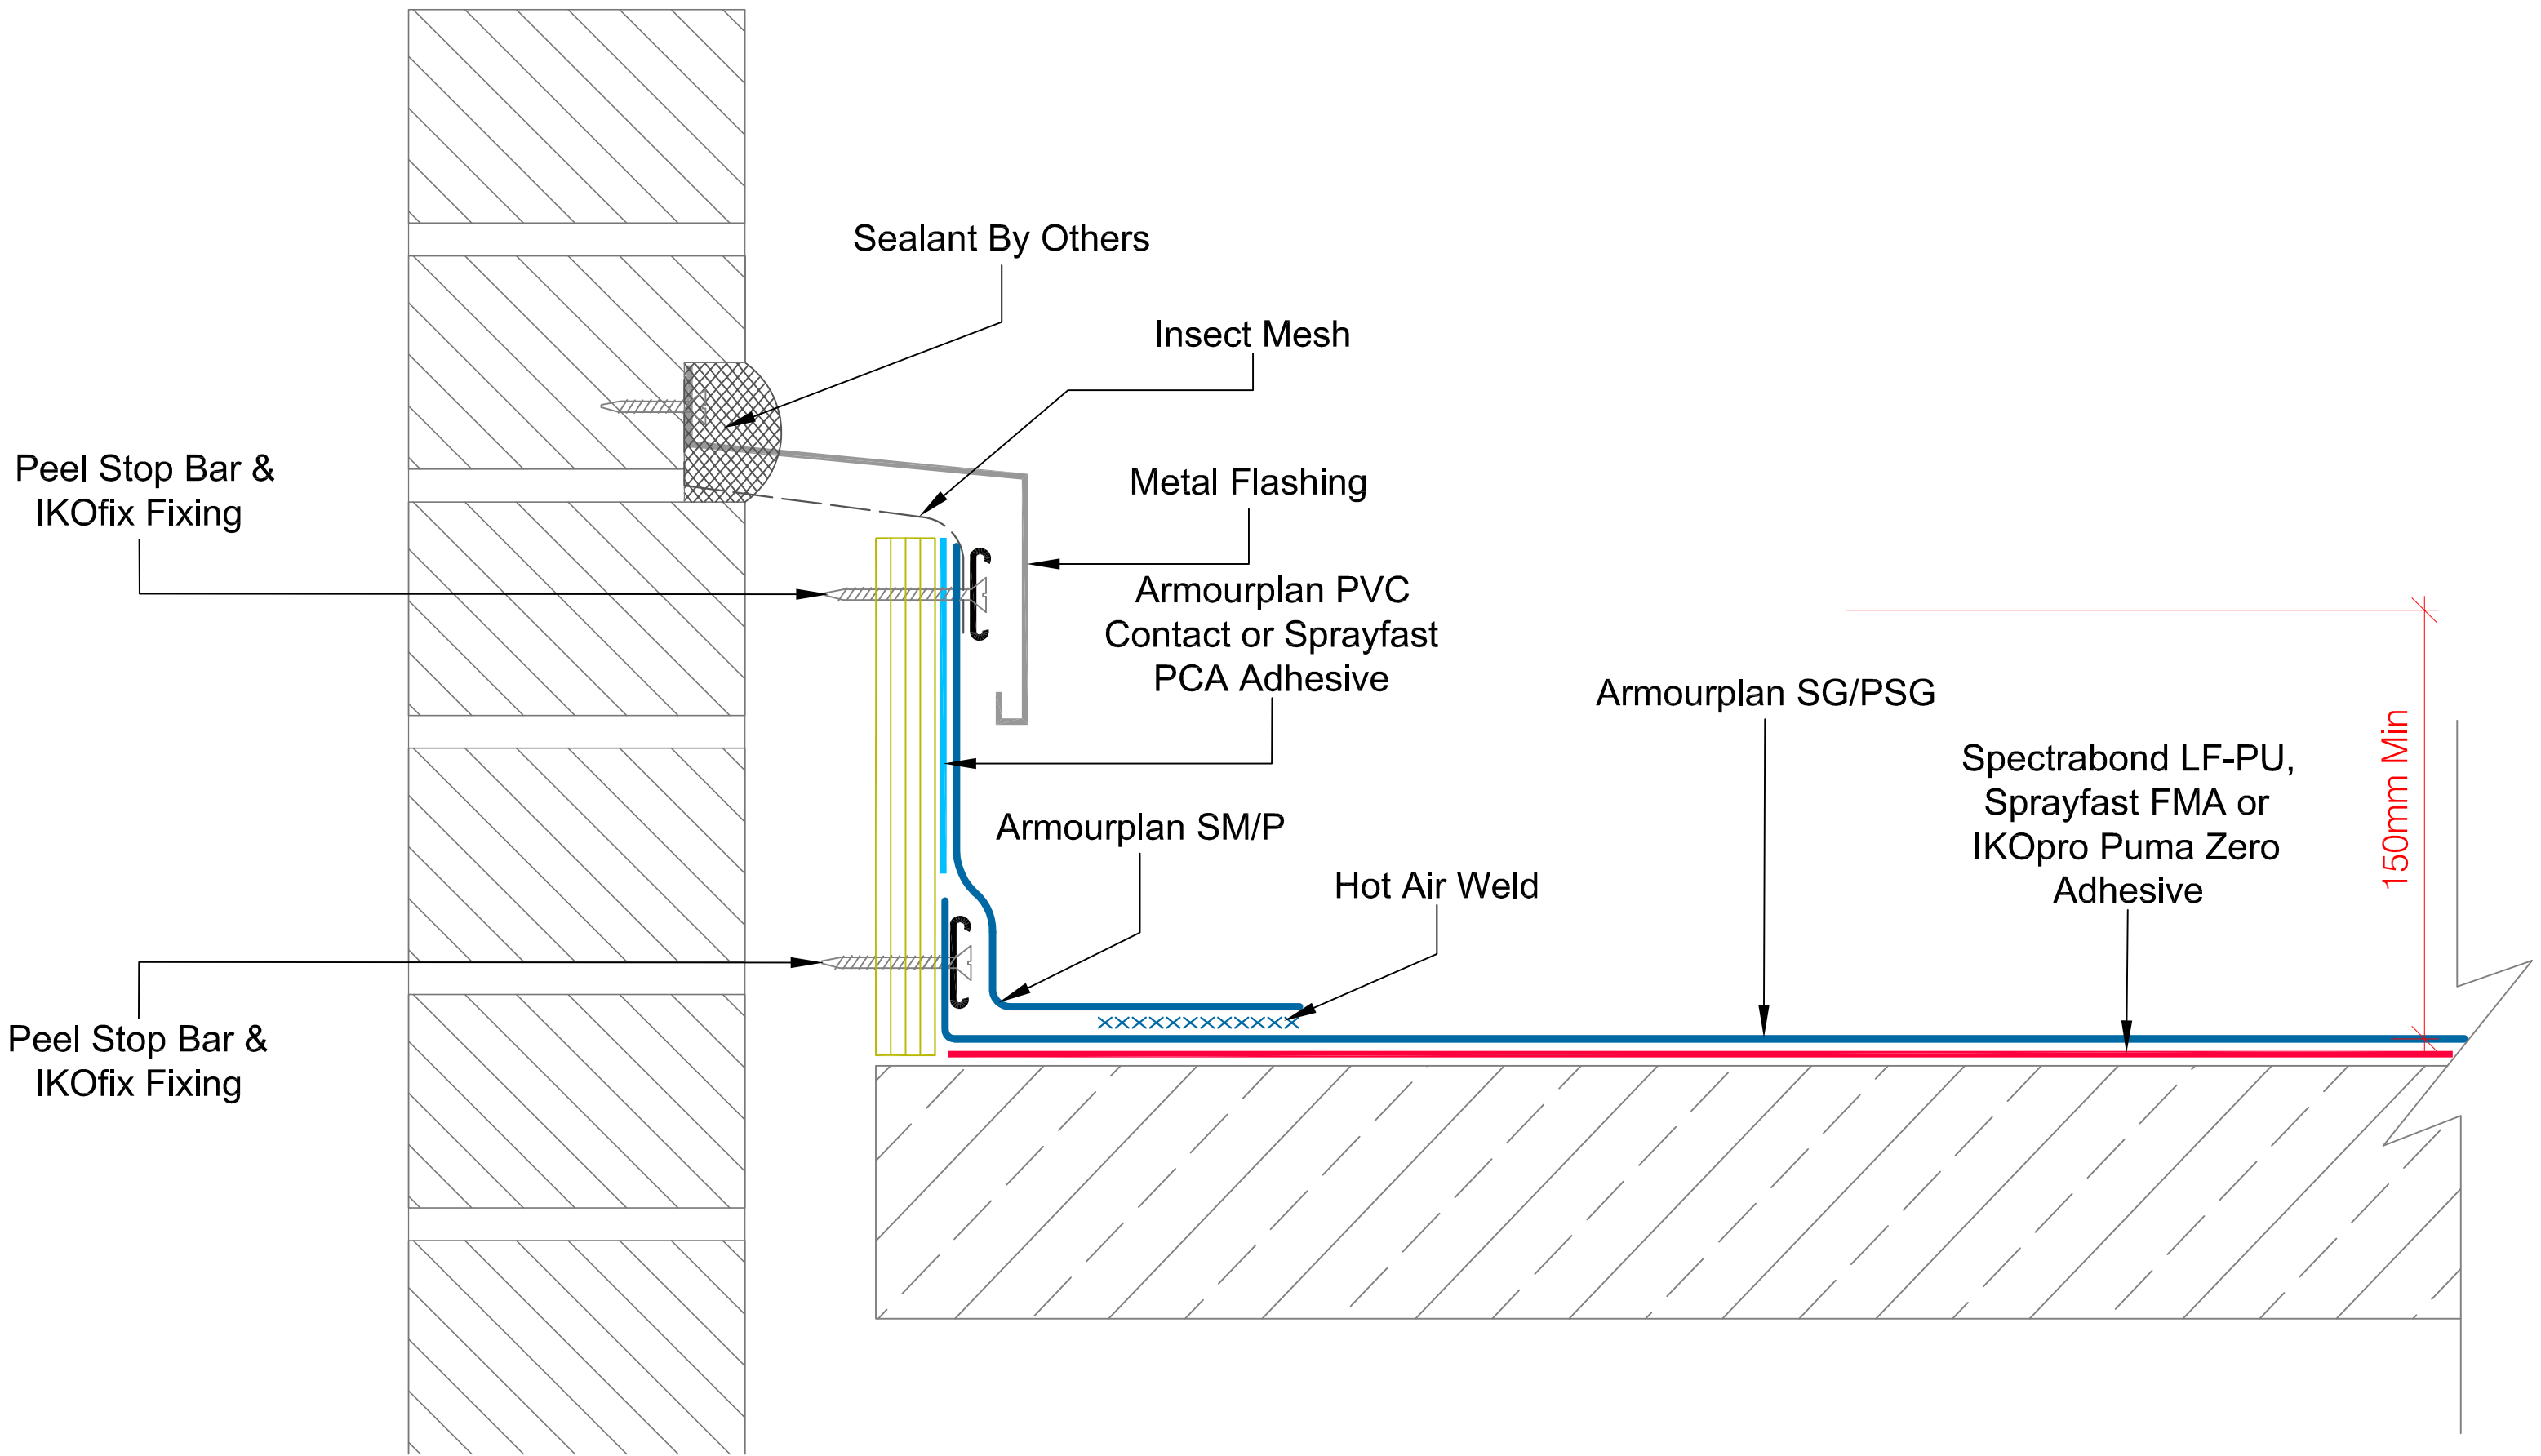 Sealant By Others
Insect Mesh
Peel Stop Bar &
IKOfix Fixing
Metal Flashing
Armourplan PVC
Contact or Sprayfast
PCA Adhesive
Armourplan SG/PSG
Spectrabond LF-PU,
Sprayfast FMA or
IKOpro Puma Zero
Adhesive
150mm Min
Armourplan SM/P
Hot Air Weld
Peel Stop Bar &
IKOfix Fixing